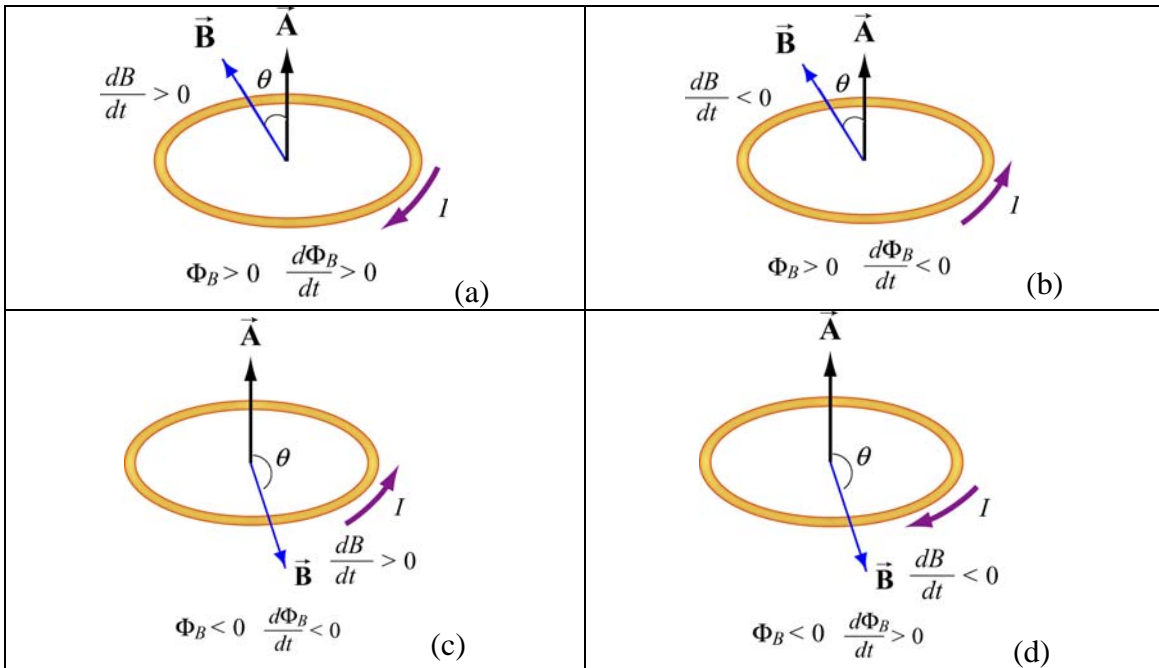 B⃗ A⃗
dB/dt > 0 θ
I
Φ_B > 0 dΦ_B/dt > 0
(a)
B⃗ A⃗
dB/dt < 0 θ
I
Φ_B > 0 dΦ_B/dt < 0
(b)
A⃗
θ
I
B⃗ dB/dt > 0
Φ_B < 0 dΦ_B/dt < 0
(c)
A⃗
θ
I
B⃗ dB/dt < 0
Φ_B < 0 dΦ_B/dt > 0
(d)